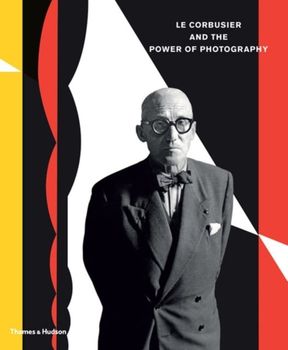 LE CORBUSIER
AND THE
POWER OF PHOTOGRAPHY
Thames & Hudson